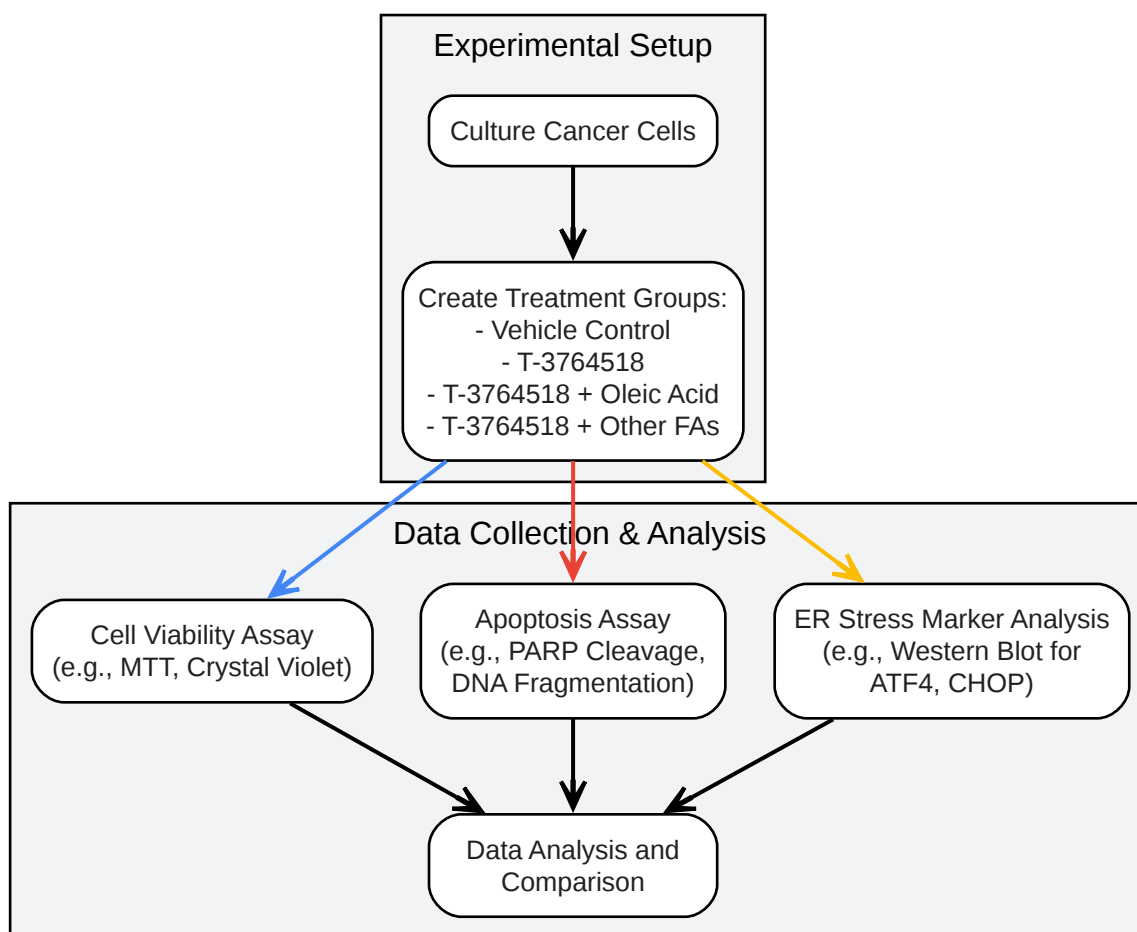 Experimental Setup
Culture Cancer Cells
Create Treatment Groups:
- Vehicle Control
- T-3764518
- T-3764518 + Oleic Acid
- T-3764518 + Other FAs
Data Collection & Analysis
Cell Viability Assay
(e.g., MTT, Crystal Violet)
Apoptosis Assay
(e.g., PARP Cleavage,
DNA Fragmentation)
ER Stress Marker Analysis
(e.g., Western Blot for
ATF4, CHOP)
Data Analysis and
Comparison